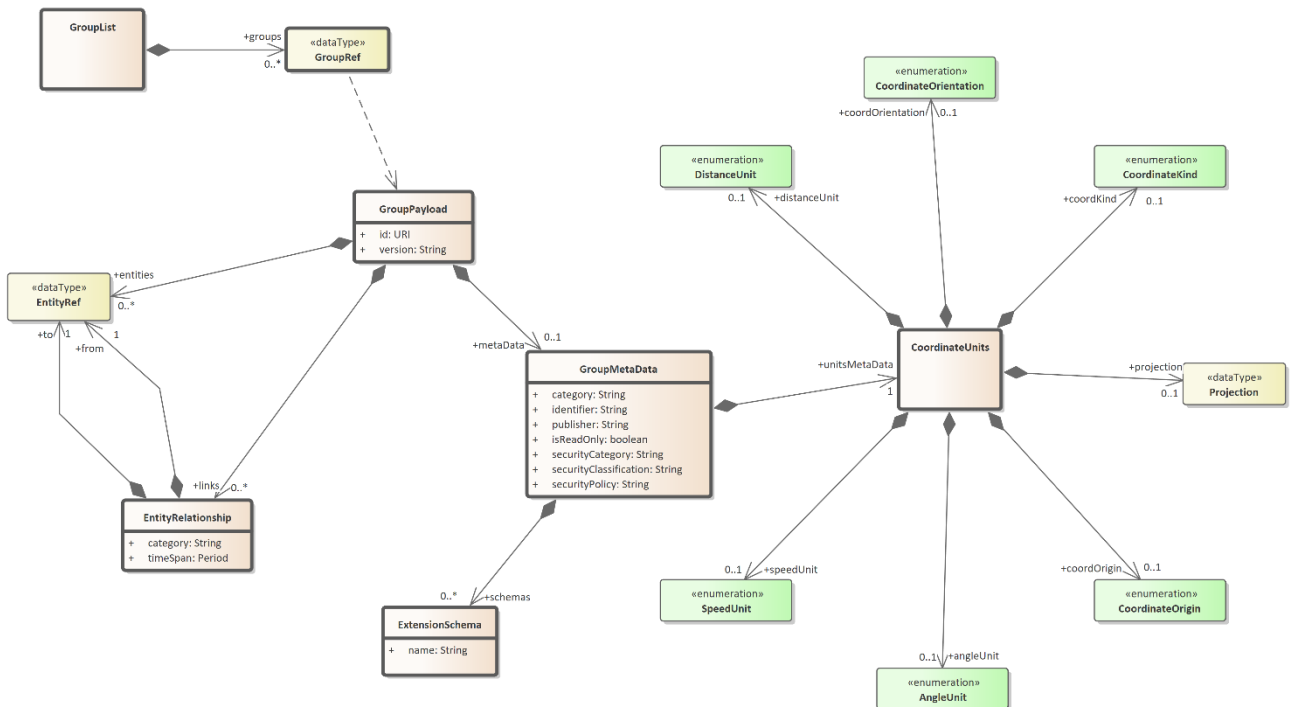 GroupList
+groups
0..*
«dataType»
GroupRef
«enumeration»
CoordinateOrientation
+coordOrientation
0..1
«enumeration»
DistanceUnit
0..1
+distanceUnit
«enumeration»
CoordinateKind
+coordKind
0..1
GroupPayload
+ id: URI
+ version: String
+entities
0..*
«dataType»
EntityRef
+to
1
1
+from
+metaData
0..1
GroupMetaData
+ category: String
+ identifier: String
+ publisher: String
+ isReadOnly: boolean
+ securityCategory: String
+ securityClassification: String
+ securityPolicy: String
+unitsMetaData
1
CoordinateUnits
+projection
0..1
«dataType»
Projection
+links
0..*
EntityRelationship
+ category: String
+ timeSpan: Period
0..*
+schemas
ExtensionSchema
+ name: String
0..1
+speedUnit
«enumeration»
SpeedUnit
+coordOrigin
0..1
«enumeration»
CoordinateOrigin
0..1
+angleUnit
«enumeration»
AngleUnit